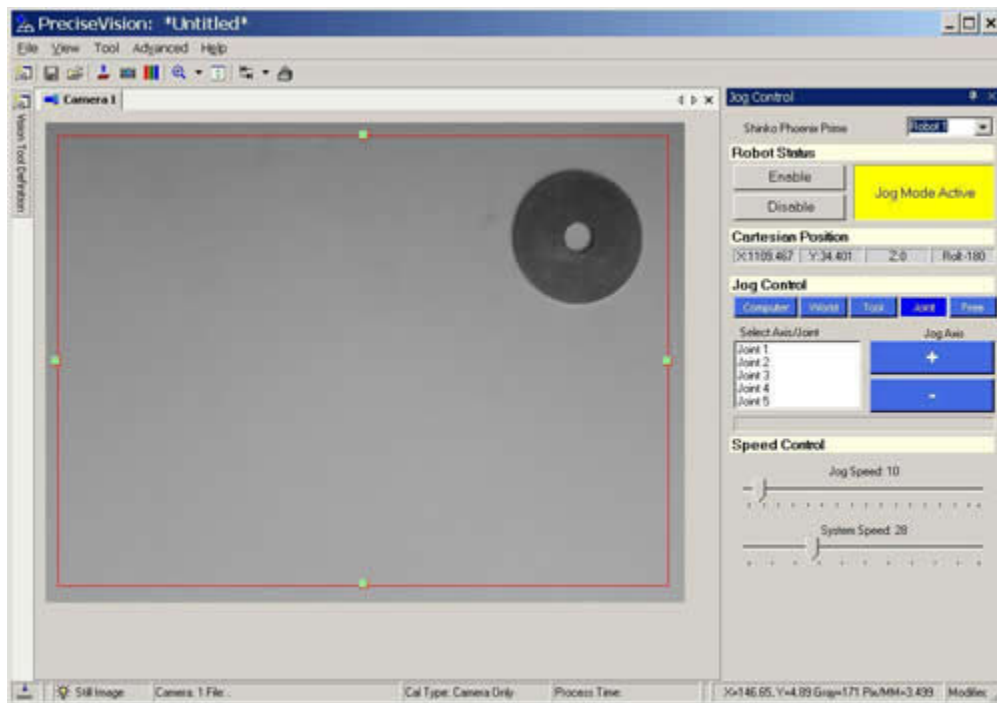 PreciseVision: *Untitled*
File View Tool Advanced Help
Camera 1
Vision Tool Definition
Jog Control
Shinko Phoenix Prime Robot 1
Robot Status
Enable
Disable
Jog Mode Active
Cartesian Position
X:1109.467 Y:34.401 Z:0 Roll:-180
Jog Control
Computer World Tool Joint Free
Select Axis/Joint Jog Axis
Joint 1
Joint 2
Joint 3
Joint 4
Joint 5
+
-
Speed Control
Jog Speed: 10
System Speed: 28
Still Image Camera: 1 File: Cal Type: Camera Only Process Time: X=146.65, Y=4.89 Gray=171 Pix/MM=3.499